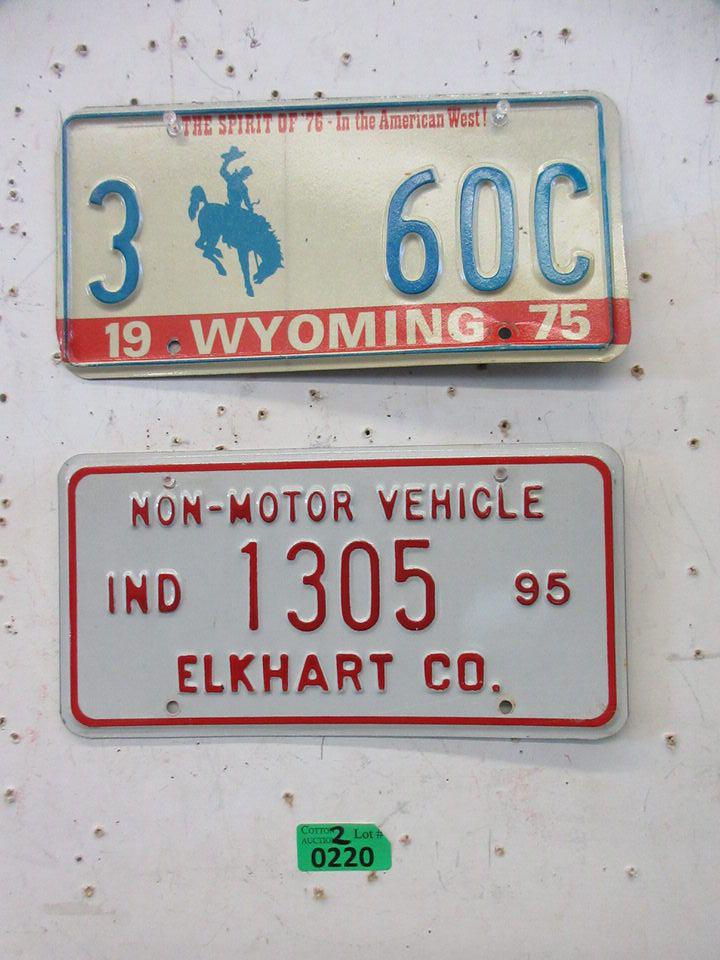 THE SPIRIT OF '76 - In the American West!
3 60C
19 WYOMING 75
NON-MOTOR VEHICLE
IND 1305 95
ELKHART CO.
2 Lot #
AUCTION
0220